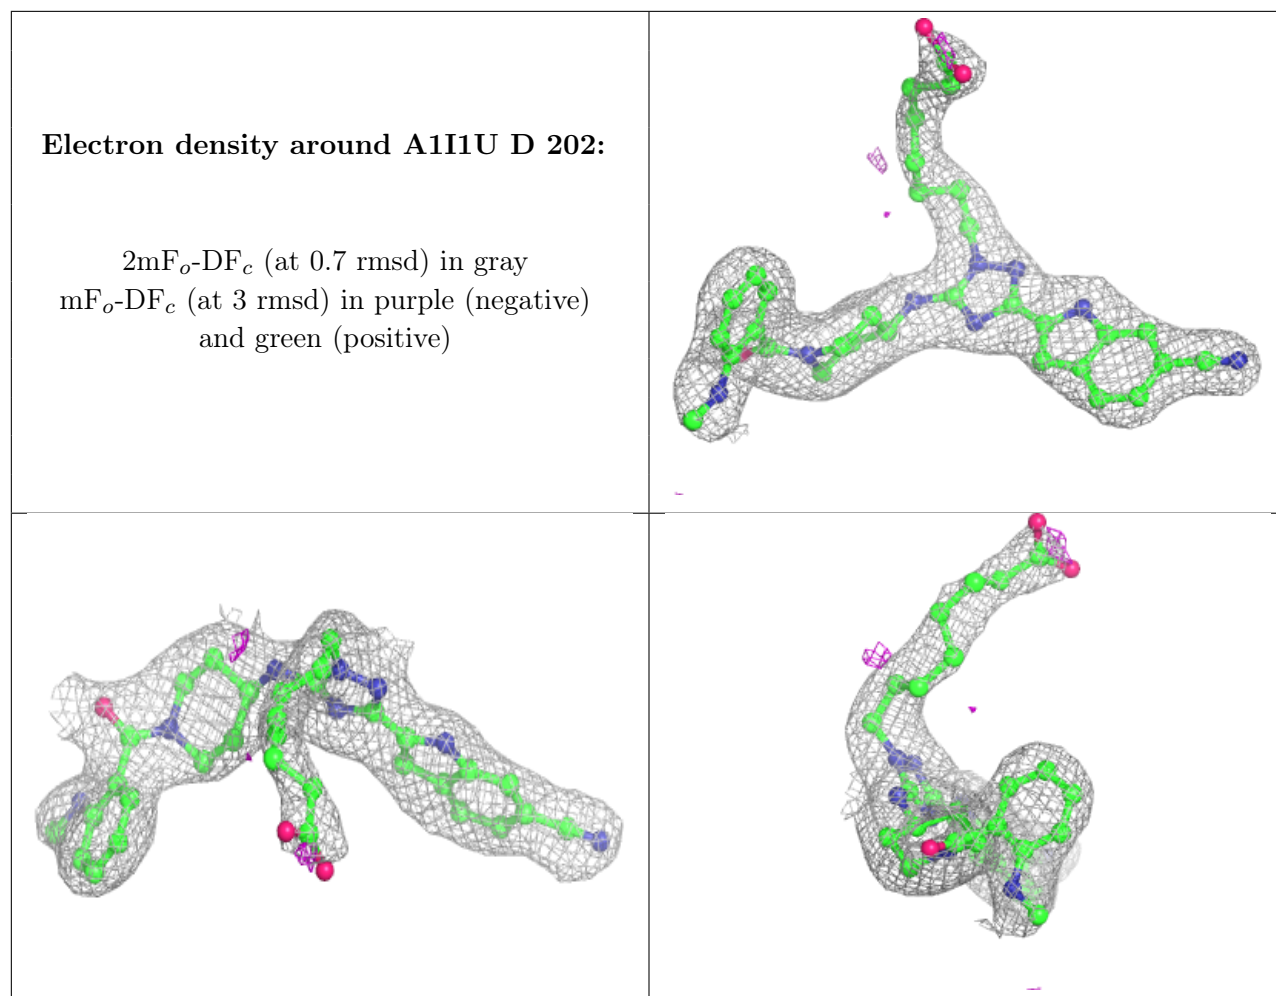 Electron density around A1I1U D 202:
2mFo-DFc (at 0.7 rmsd) in gray
mFo-DFc (at 3 rmsd) in purple (negative)
and green (positive)